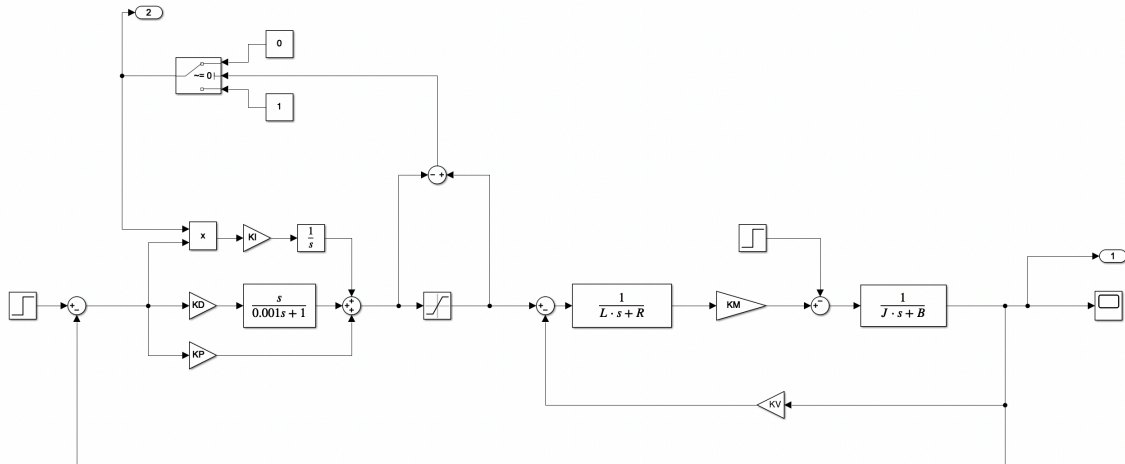 2
0
~= 0
1
− +
x
KI
1
s
+
−
KD
s
0.001s + 1
+
+
+
KP
+
−
1
L · s + R
KM
−
+
1
J · s + B
1
KV